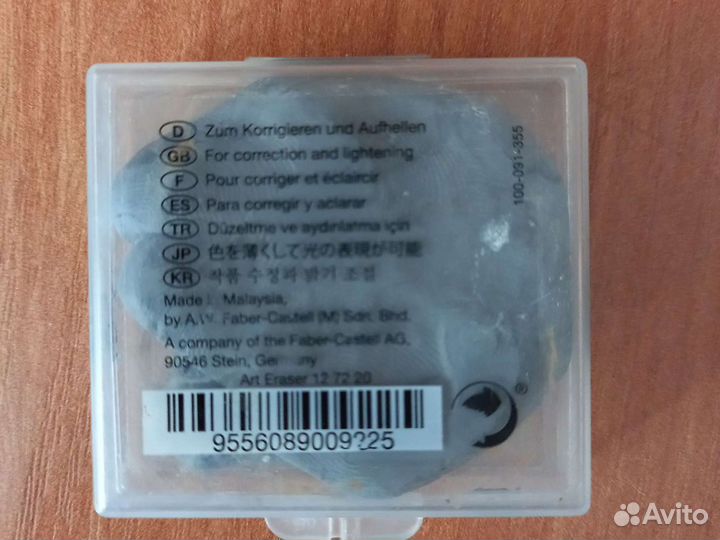 D Zum Korrigieren und Aufhellen
GB For correction and lightening
F Pour corriger et éclaircir
ES Para corregir y aclarar
TR Düzeltme ve aydınlatma için
JP 色を薄くして光の表現が可能
KR 작품 수정과 밝기 조절
Made i Malaysia,
by A.W. Faber-Castell (M) Sdn. Bhd.
A company of the Faber-Castell AG,
90546 Stein, Germany
Art Eraser 12 72 20
9556089009225
®
100-091-355
Avito